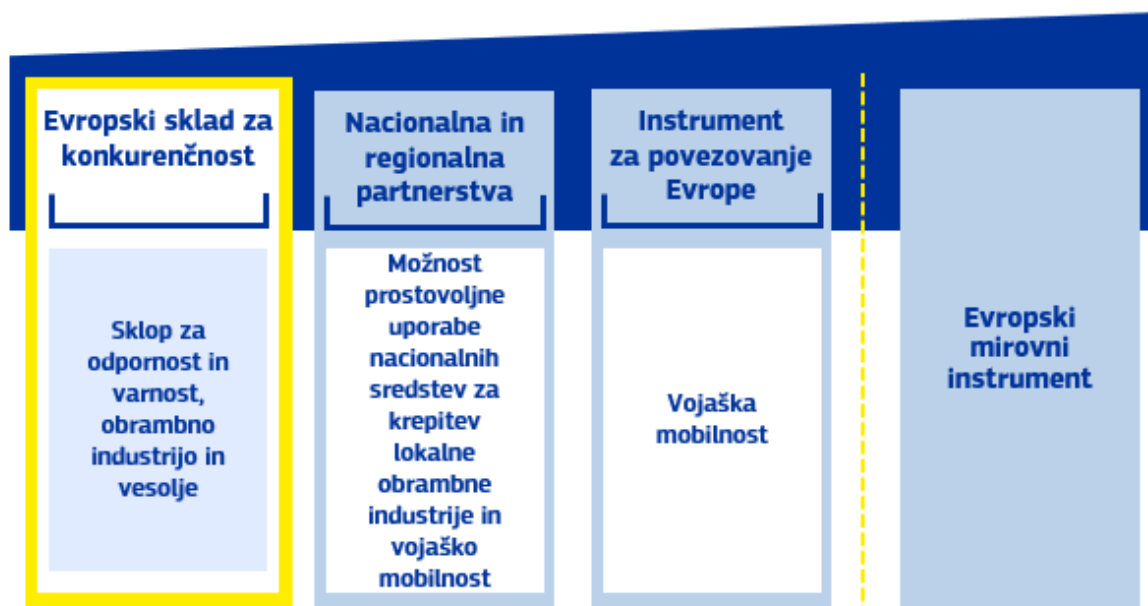 Evropski sklad za
konkurenčnost
Sklop za
odpornost in
varnost,
obrambno
industrijo in
vesolje
Nacionalna in
regionalna
partnerstva
Možnost
prostovoljne
uporabe
nacionalnih
sredstev za
krepitev
lokalne
obrambne
industrije in
vojaško
mobilnost
Instrument
za povezovanje
Evrope
Vojaška
mobilnost
Evropski
mirovni
instrument